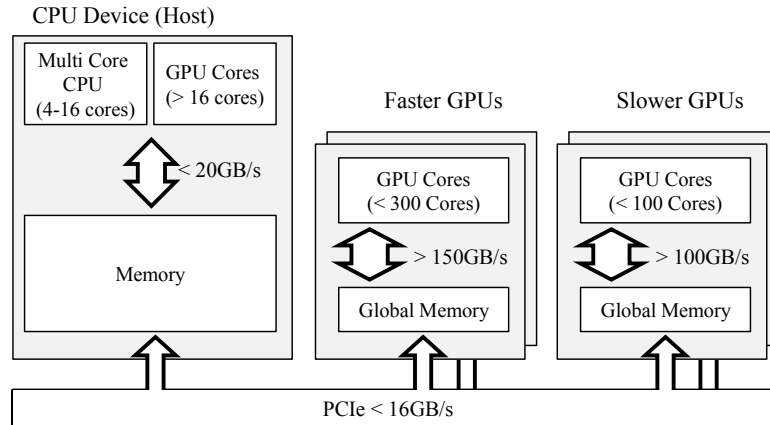 CPU Device (Host)
Multi Core
CPU
(4-16 cores)
GPU Cores
(> 16 cores)
< 20GB/s
Memory
Faster GPUs
GPU Cores
(< 300 Cores)
> 150GB/s
Global Memory
Slower GPUs
GPU Cores
(< 100 Cores)
> 100GB/s
Global Memory
PCIe < 16GB/s